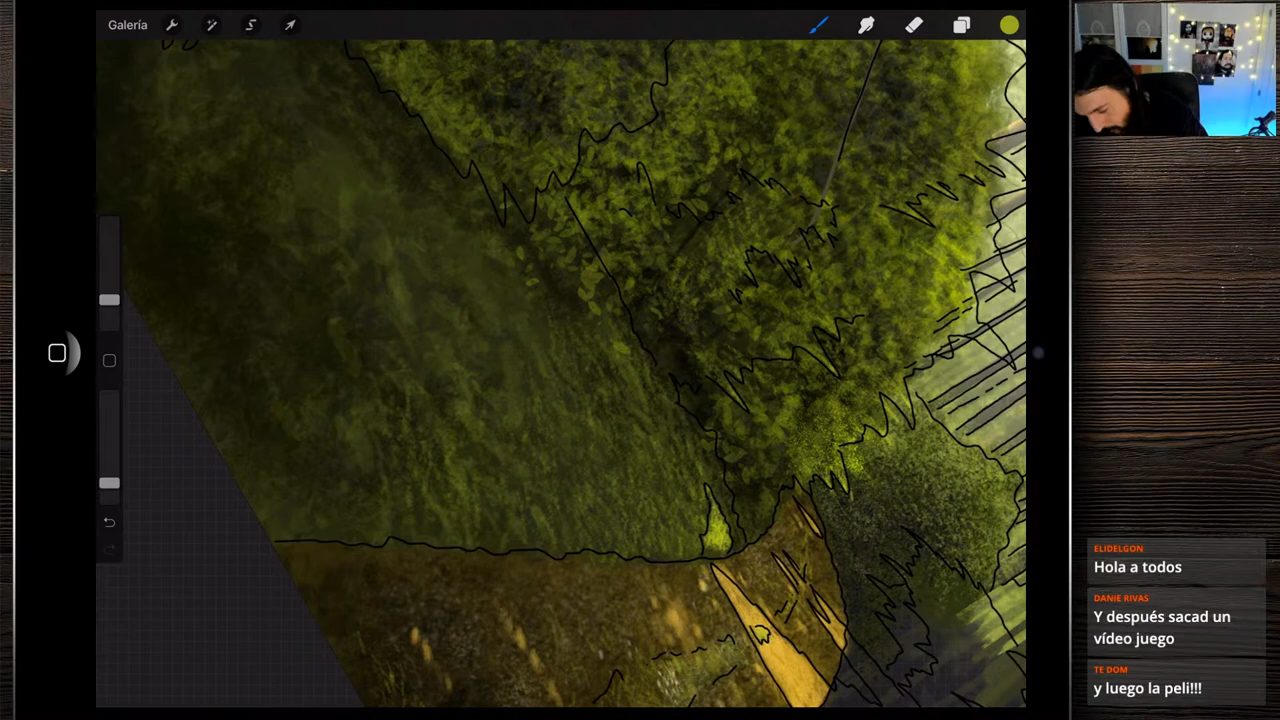 Galería
ELIDELGON
Hola a todos
DANIE RIVAS
Y después sacad un
vídeo juego
TE DOM
y luego la peli!!!